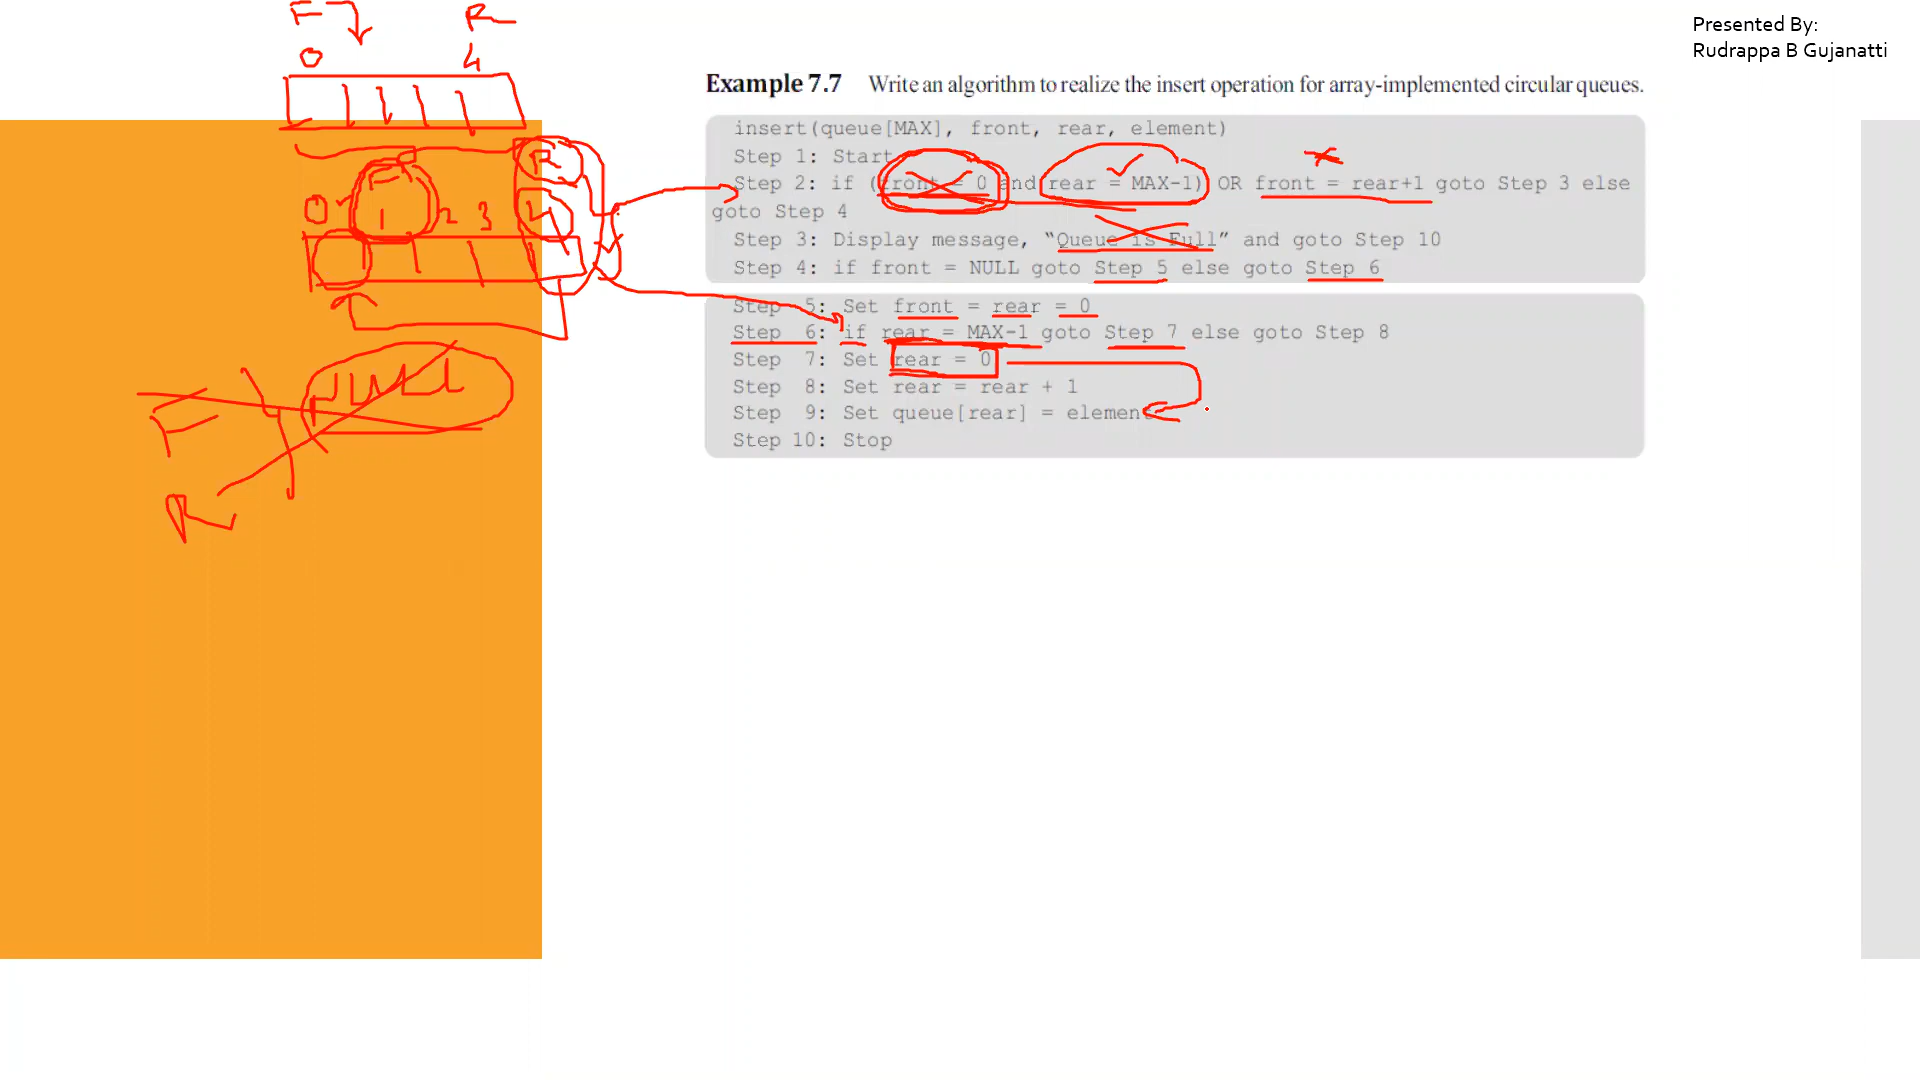 Presented By:
Rudrappa B Gujanatti
F R
0 4
Example 7.7 Write an algorithm to realize the insert operation for array-implemented circular queues.
insert(queue[MAX], front, rear, element)
Step 1: Start
Step 2: if (front = 0 and rear = MAX-1) OR front = rear+1 goto Step 3 else
goto Step 4
Step 3: Display message, “Queue is Full” and goto Step 10
Step 4: if front = NULL goto Step 5 else goto Step 6
Step 5: Set front = rear = 0
Step 6: if rear = MAX-1 goto Step 7 else goto Step 8
Step 7: Set rear = 0
Step 8: Set rear = rear + 1
Step 9: Set queue[rear] = element
Step 10: Stop
F R
0 1 2 3 4
F NULL
R